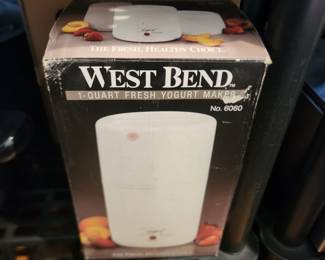 THE FRESH, HEALTHY CHOICE.
WEST BEND
1-QUART FRESH YOGURT MAKER
No. 6060